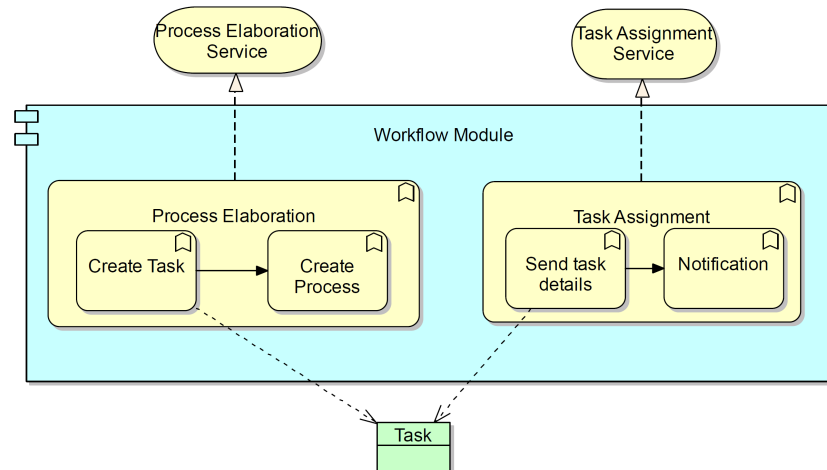 Process Elaboration
Service
Task Assignment
Service
Workflow Module
Process Elaboration
Create Task
Create
Process
Task Assignment
Send task
details
Notification
Task